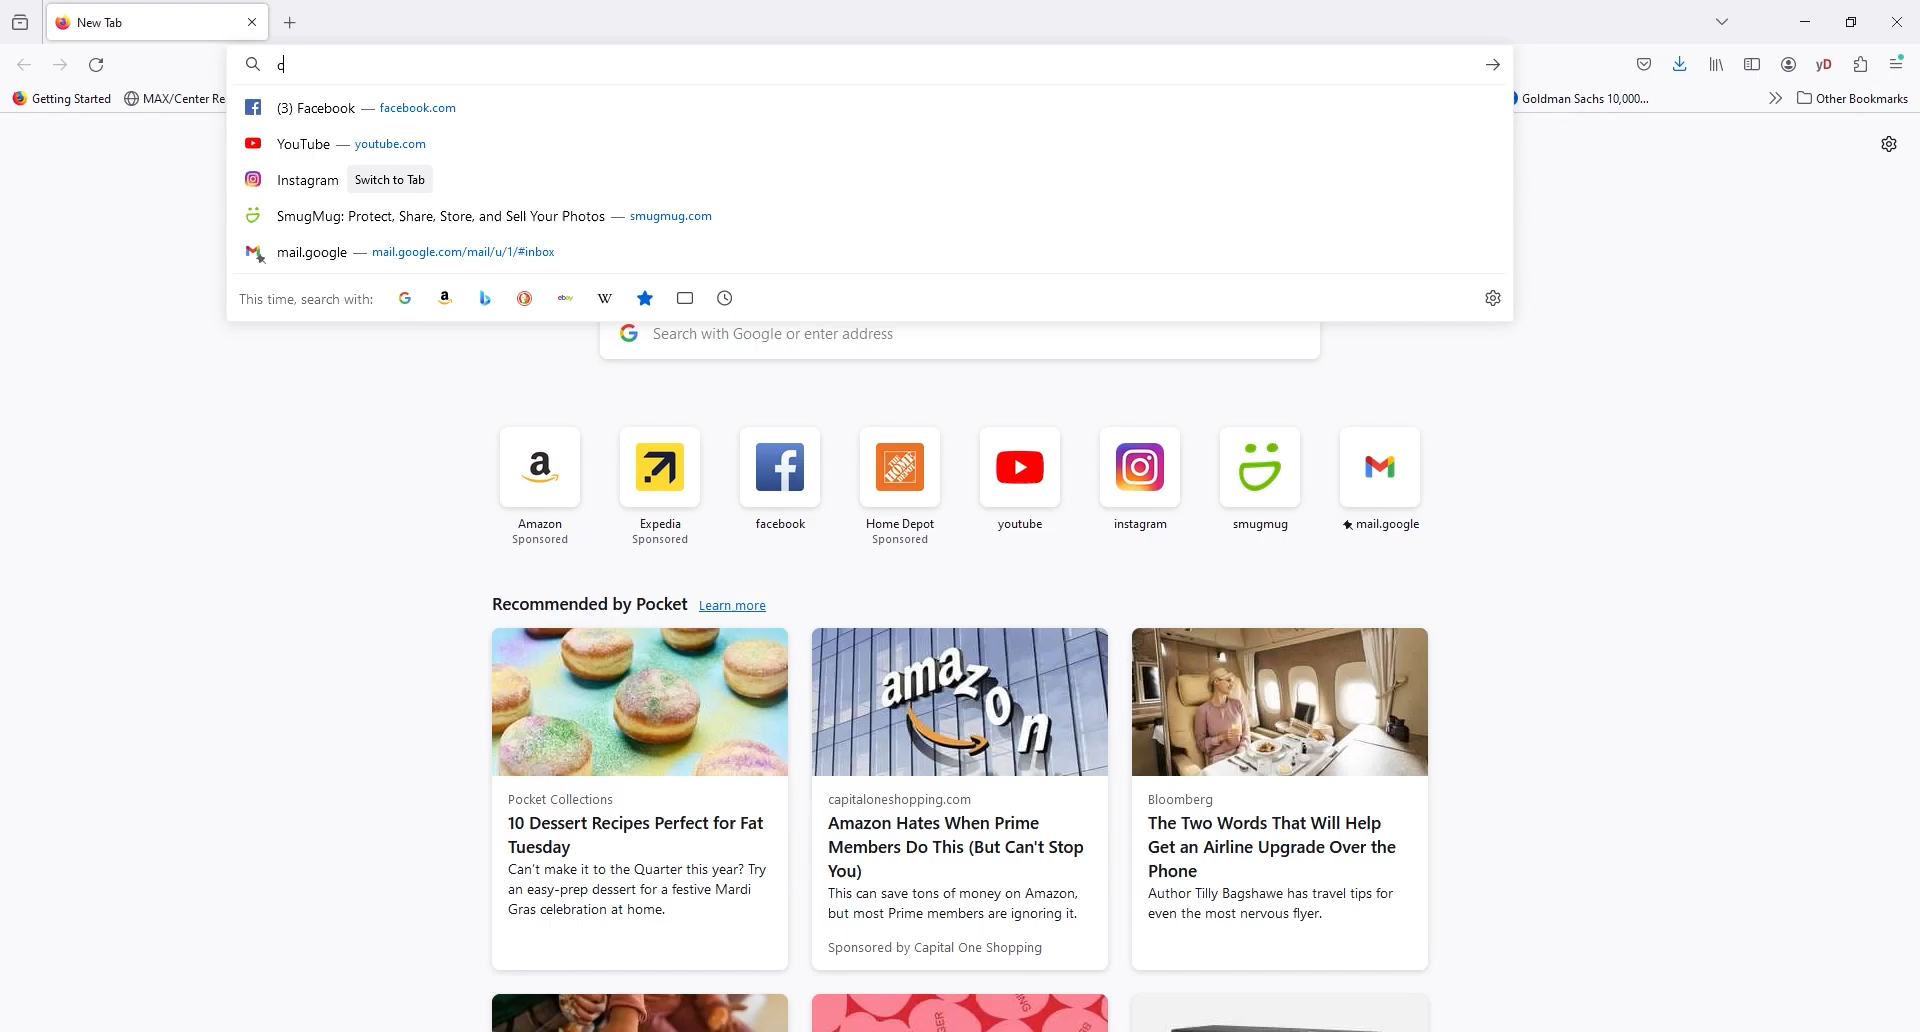 New Tab
c
Getting Started
MAX/Center Re
Goldman Sachs 10,000...
Other Bookmarks
(3) Facebook — facebook.com
YouTube — youtube.com
Instagram Switch to Tab
SmugMug: Protect, Share, Store, and Sell Your Photos — smugmug.com
mail.google — mail.google.com/mail/u/1/#inbox
This time, search with:
Search with Google or enter address
Amazon
Sponsored
Expedia
Sponsored
facebook
Home Depot
Sponsored
youtube
instagram
smugmug
mail.google
Recommended by Pocket Learn more
amazon
Pocket Collections
10 Dessert Recipes Perfect for Fat
Tuesday
Can't make it to the Quarter this year? Try
an easy-prep dessert for a festive Mardi
Gras celebration at home.
capitaloneshopping.com
Amazon Hates When Prime
Members Do This (But Can't Stop
You)
This can save tons of money on Amazon,
but most Prime members are ignoring it.
Sponsored by Capital One Shopping
Bloomberg
The Two Words That Will Help
Get an Airline Upgrade Over the
Phone
Author Tilly Bagshawe has travel tips for
even the most nervous flyer.